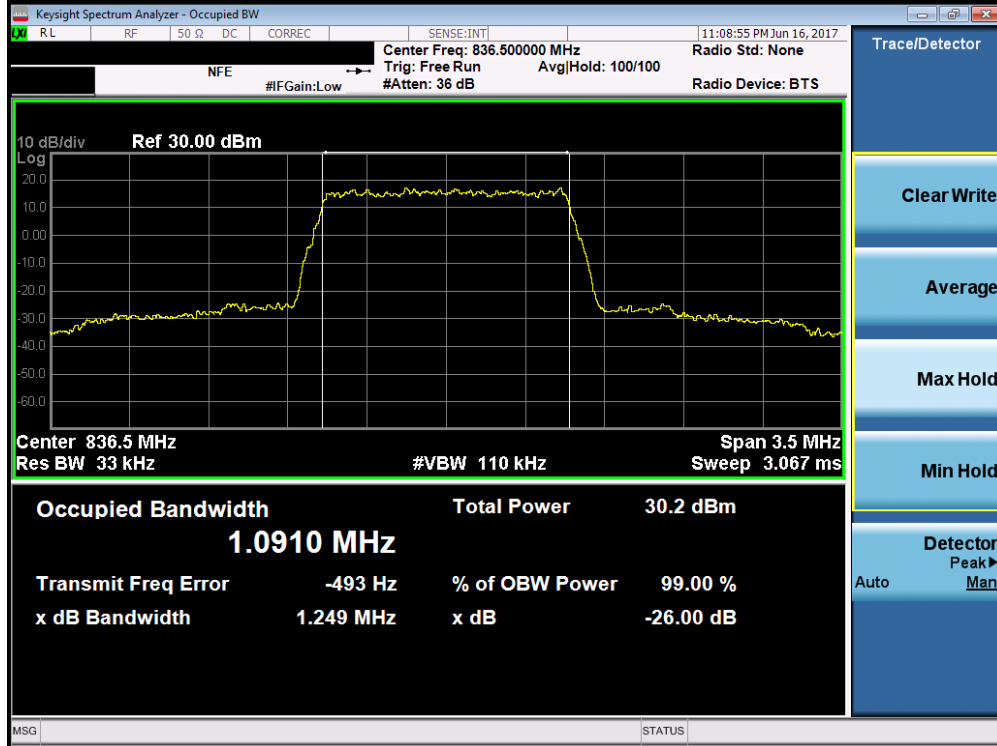 Keysight Spectrum Analyzer - Occupied BW
LXI RL RF 50 Ω DC CORREC SENSE:INT 11:08:55 PM Jun 16, 2017
Center Freq: 836.500000 MHz Radio Std: None
NFE Trig: Free Run Avg|Hold: 100/100
#IFGain:Low #Atten: 36 dB Radio Device: BTS
Trace/Detector
10 dB/div Ref 30.00 dBm
Log
20.0
10.0
0.00
-10.0
-20.0
-30.0
-40.0
-50.0
-60.0
Center 836.5 MHz Span 3.5 MHz
Res BW 33 kHz #VBW 110 kHz Sweep 3.067 ms
Occupied Bandwidth Total Power 30.2 dBm
1.0910 MHz
Transmit Freq Error -493 Hz % of OBW Power 99.00 %
x dB Bandwidth 1.249 MHz x dB -26.00 dB
Clear Write
Average
Max Hold
Min Hold
Detector
Peak▶
Auto Man
MSG STATUS